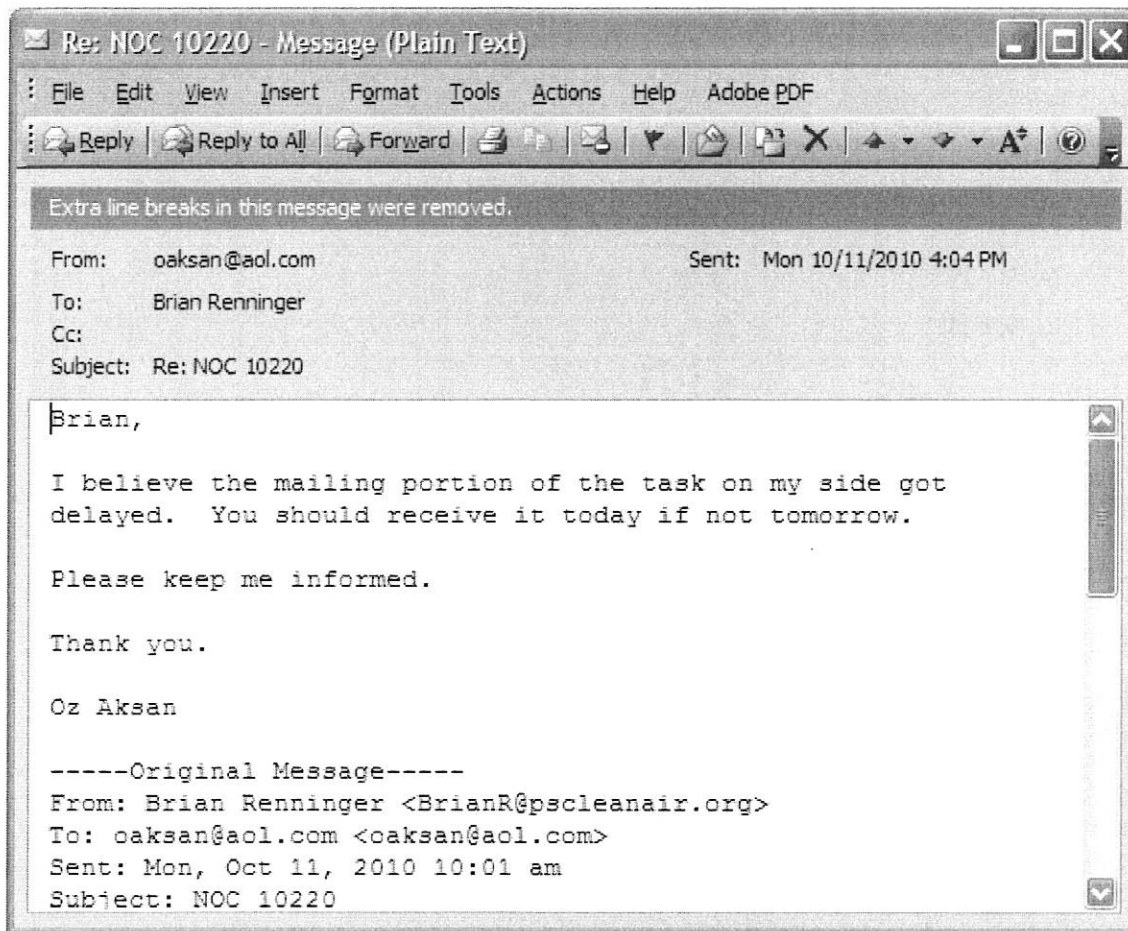 Re: NOC 10220 - Message (Plain Text)
File Edit View Insert Format Tools Actions Help Adobe PDF
Reply Reply to All Forward
Extra line breaks in this message were removed.
From: oaksan@aol.com Sent: Mon 10/11/2010 4:04 PM
To: Brian Renninger
Cc:
Subject: Re: NOC 10220
Brian,
I believe the mailing portion of the task on my side got
delayed. You should receive it today if not tomorrow.
Please keep me informed.
Thank you.
Oz Aksan
-----Original Message-----
From: Brian Renninger <BrianR@pscleanair.org>
To: oaksan@aol.com <oaksan@aol.com>
Sent: Mon, Oct 11, 2010 10:01 am
Subject: NOC 10220